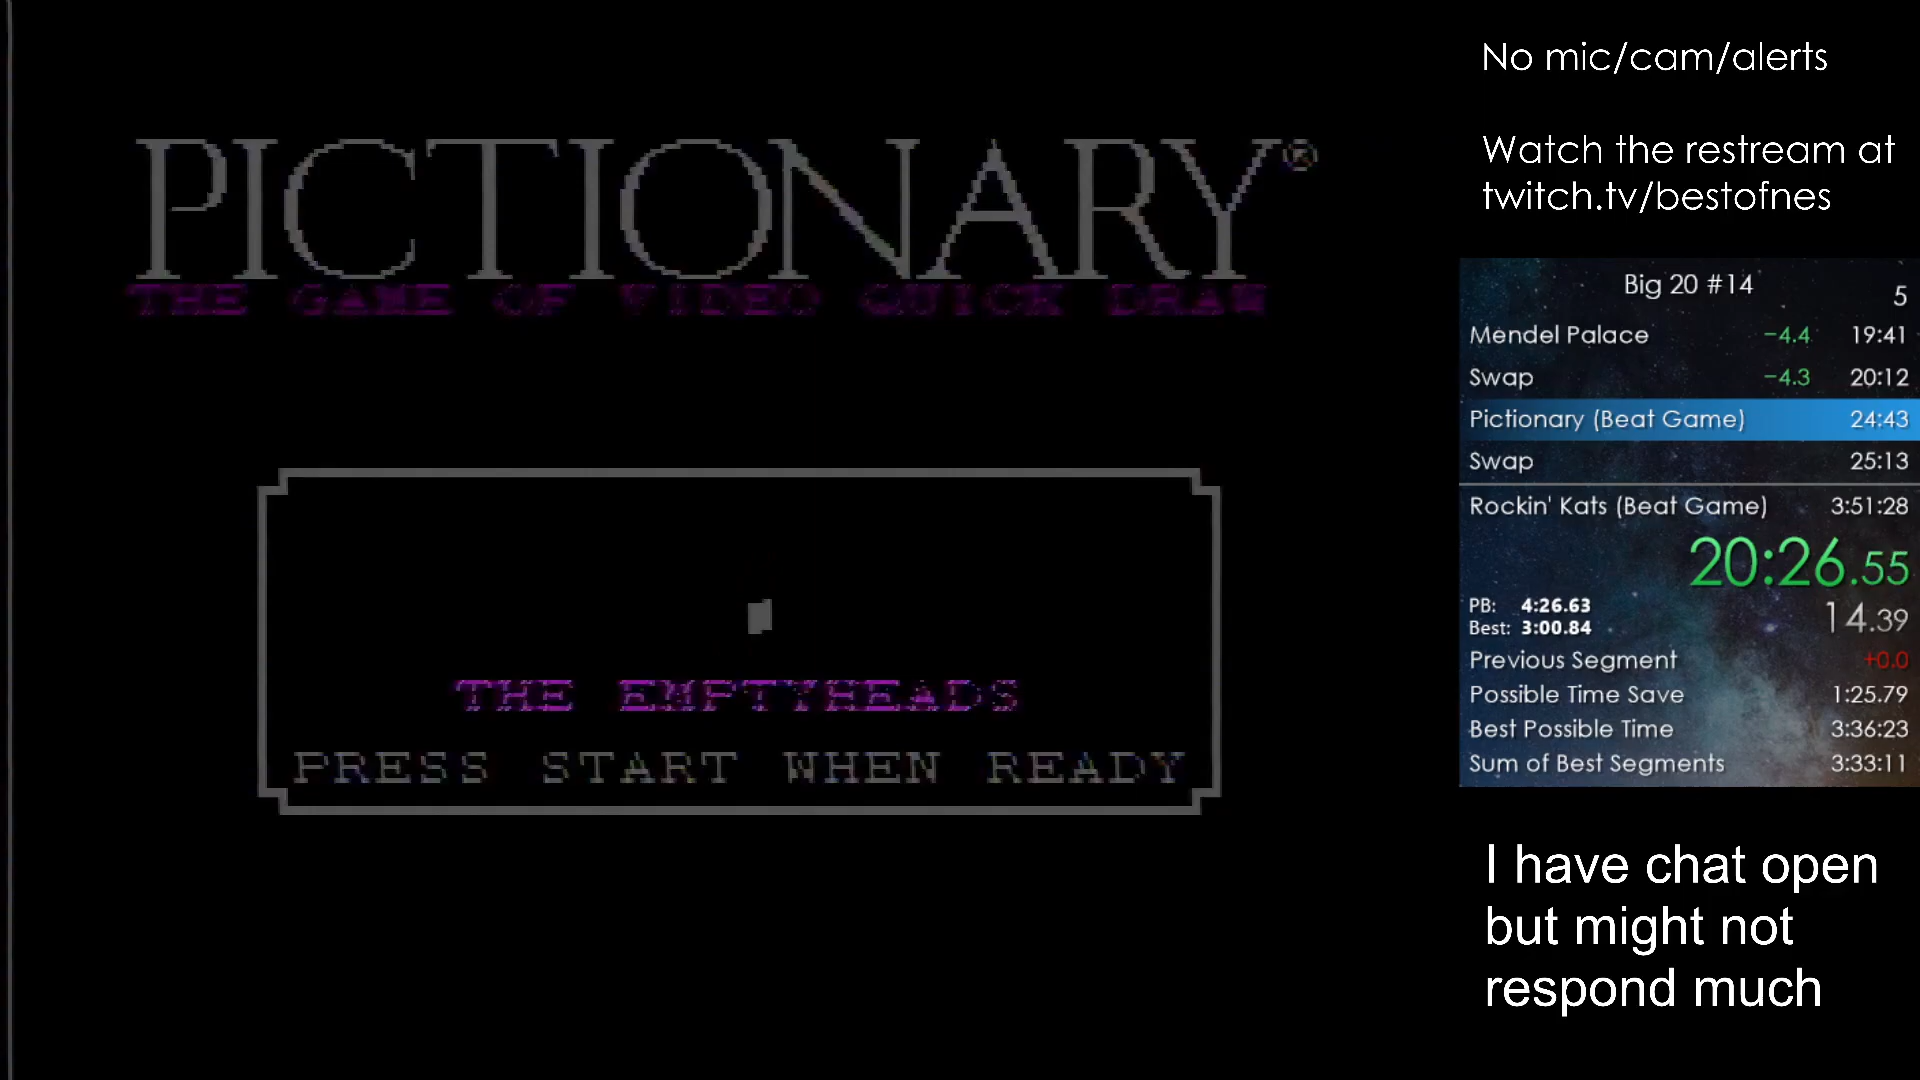 PICTIONARY®
THE GAME OF VIDEO QUICK DRAW
THE EMPTYHEADS
PRESS START WHEN READY
No mic/cam/alerts
Watch the restream at
twitch.tv/bestofnes
Big 20 #14 5
Mendel Palace −4.4 19:41
Swap −4.3 20:12
Pictionary (Beat Game) 24:43
Swap 25:13
Rockin' Kats (Beat Game) 3:51:28
20:26.55
PB: 4:26.63
Best: 3:00.84
14.39
Previous Segment +0.0
Possible Time Save 1:25.79
Best Possible Time 3:36:23
Sum of Best Segments 3:33:11
I have chat open
but might not
respond much